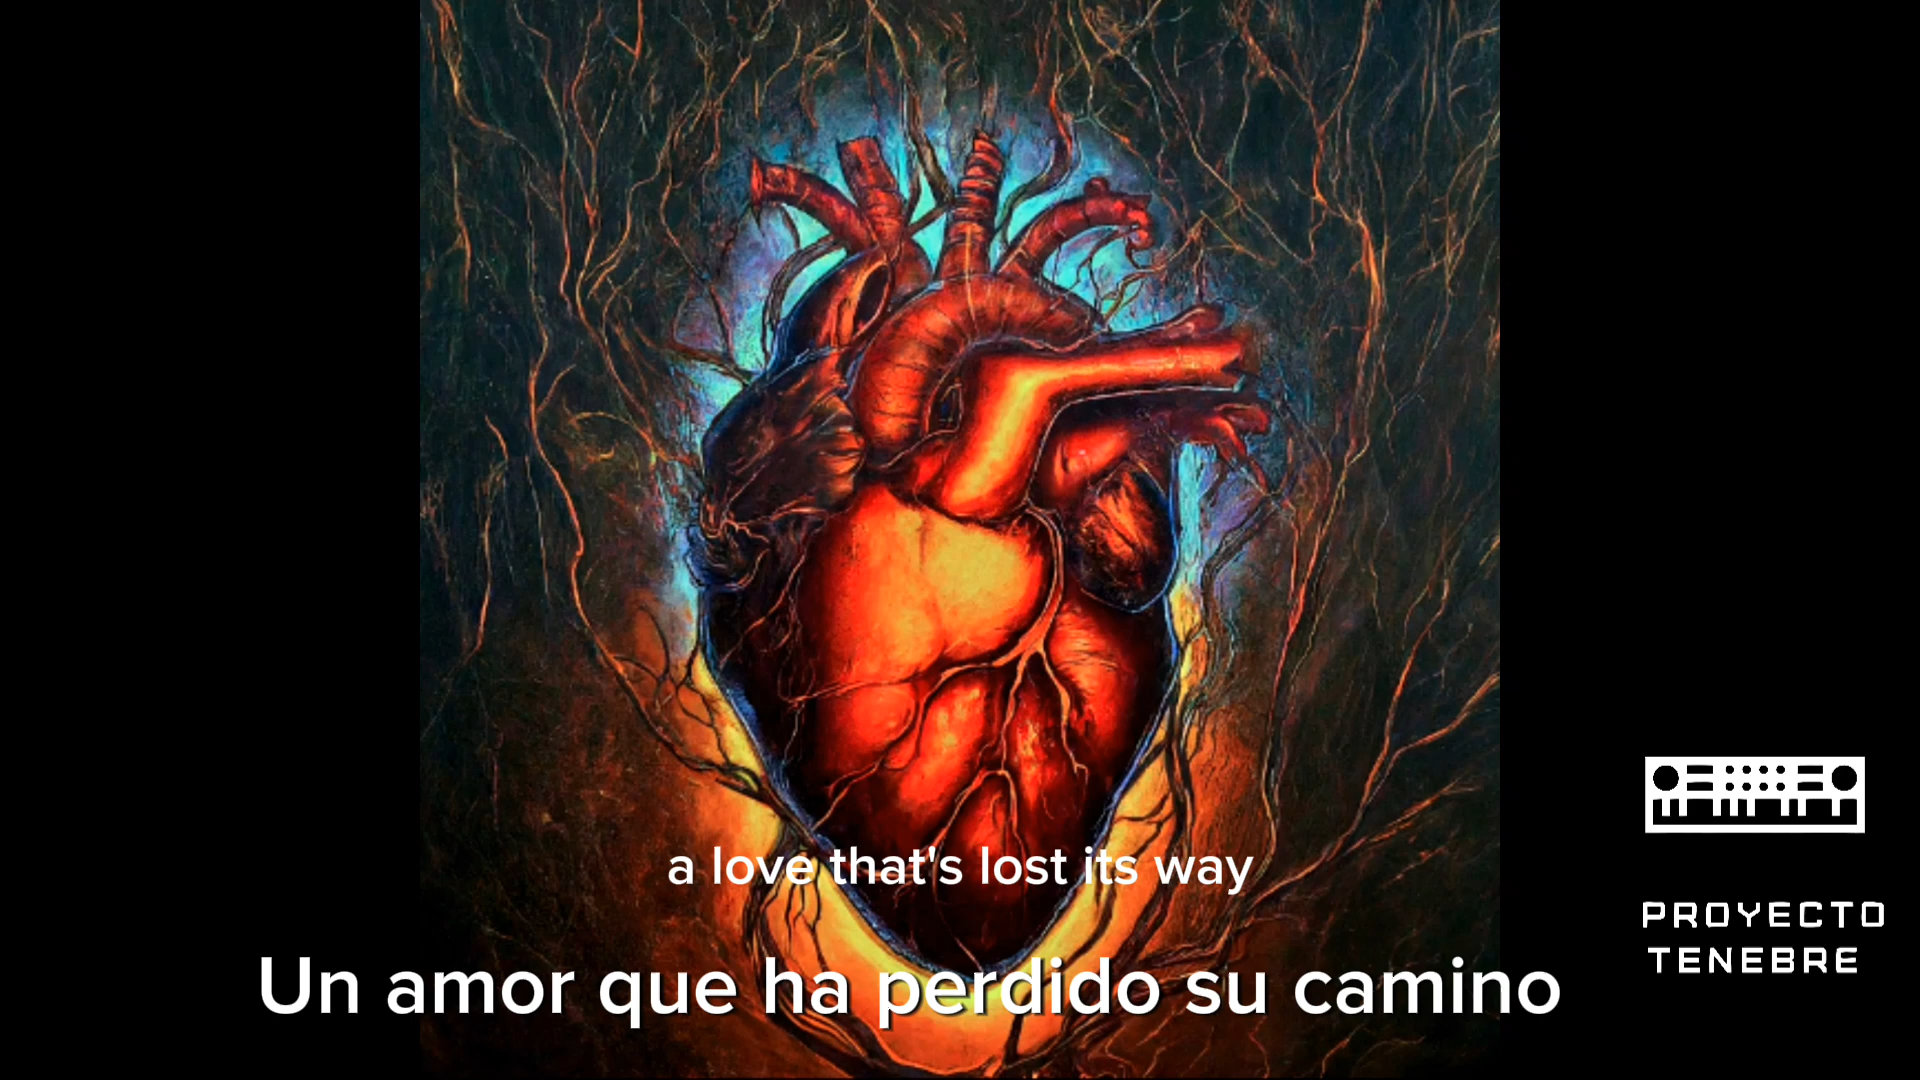 a love that's lost its way
Un amor que ha perdido su camino
PROYECTO
TENEBRE